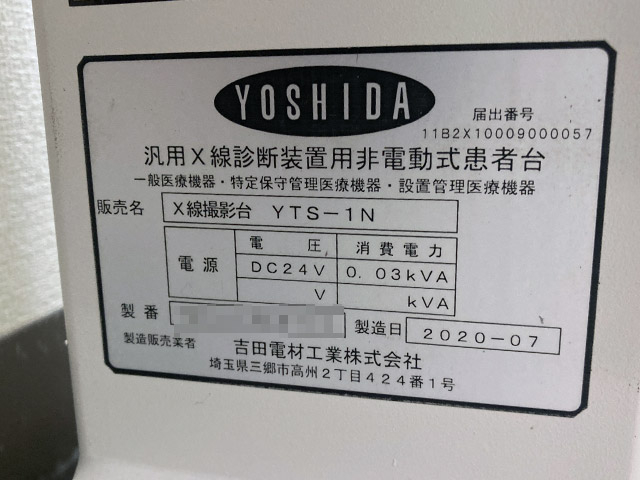 YOSHIDA
届出番号
11B2X10009000057
汎用X線診断装置用非電動式患者台
一般医療機器・特定保守管理医療機器・設置管理医療機器
販売名 X線撮影台 YTS-1N
電源 電圧 消費電力
DC24V 0.03kVA
V kVA
製番 製造日 2020-07
製造販売業者 吉田電材工業株式会社
埼玉県三郷市高州2丁目424番1号